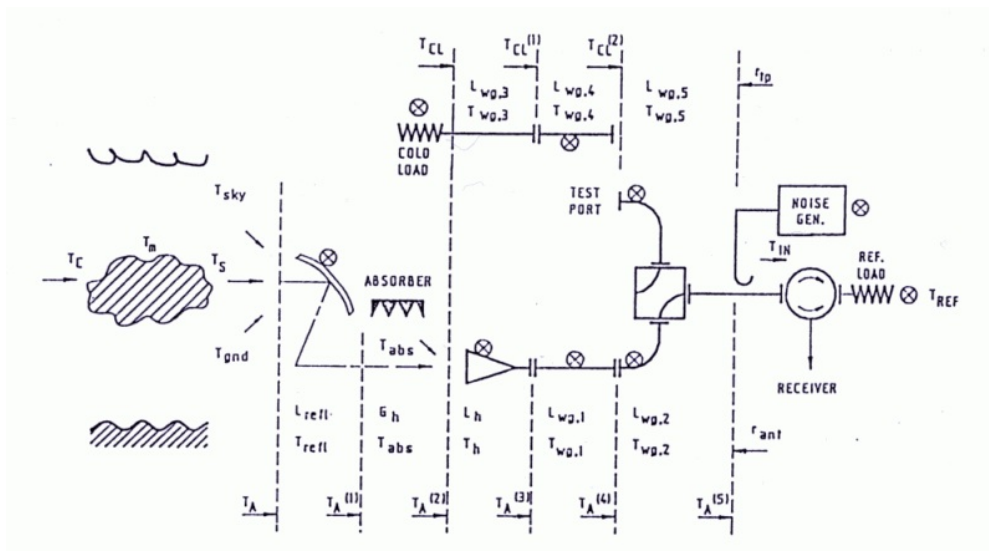 T_CL
T_CL^(1)
T_CL^(2)
L_wg,3
L_wg,4
L_wg,5
r_tp
T_wg,3
T_wg,4
T_wg,5
COLD
LOAD
T_sky
TEST
PORT
NOISE
GEN.
T_C
T_m
T_S
ABSORBER
T_IN
REF.
LOAD
T_REF
T_gnd
T_abs
RECEIVER
L_refl.
G_h
L_h
L_wg,1
L_wg,2
r_ant
T_refl
T_abs
T_h
T_wg,1
T_wg,2
T_A
T_A^(1)
T_A^(2)
T_A^(3)
T_A^(4)
T_A^(5)